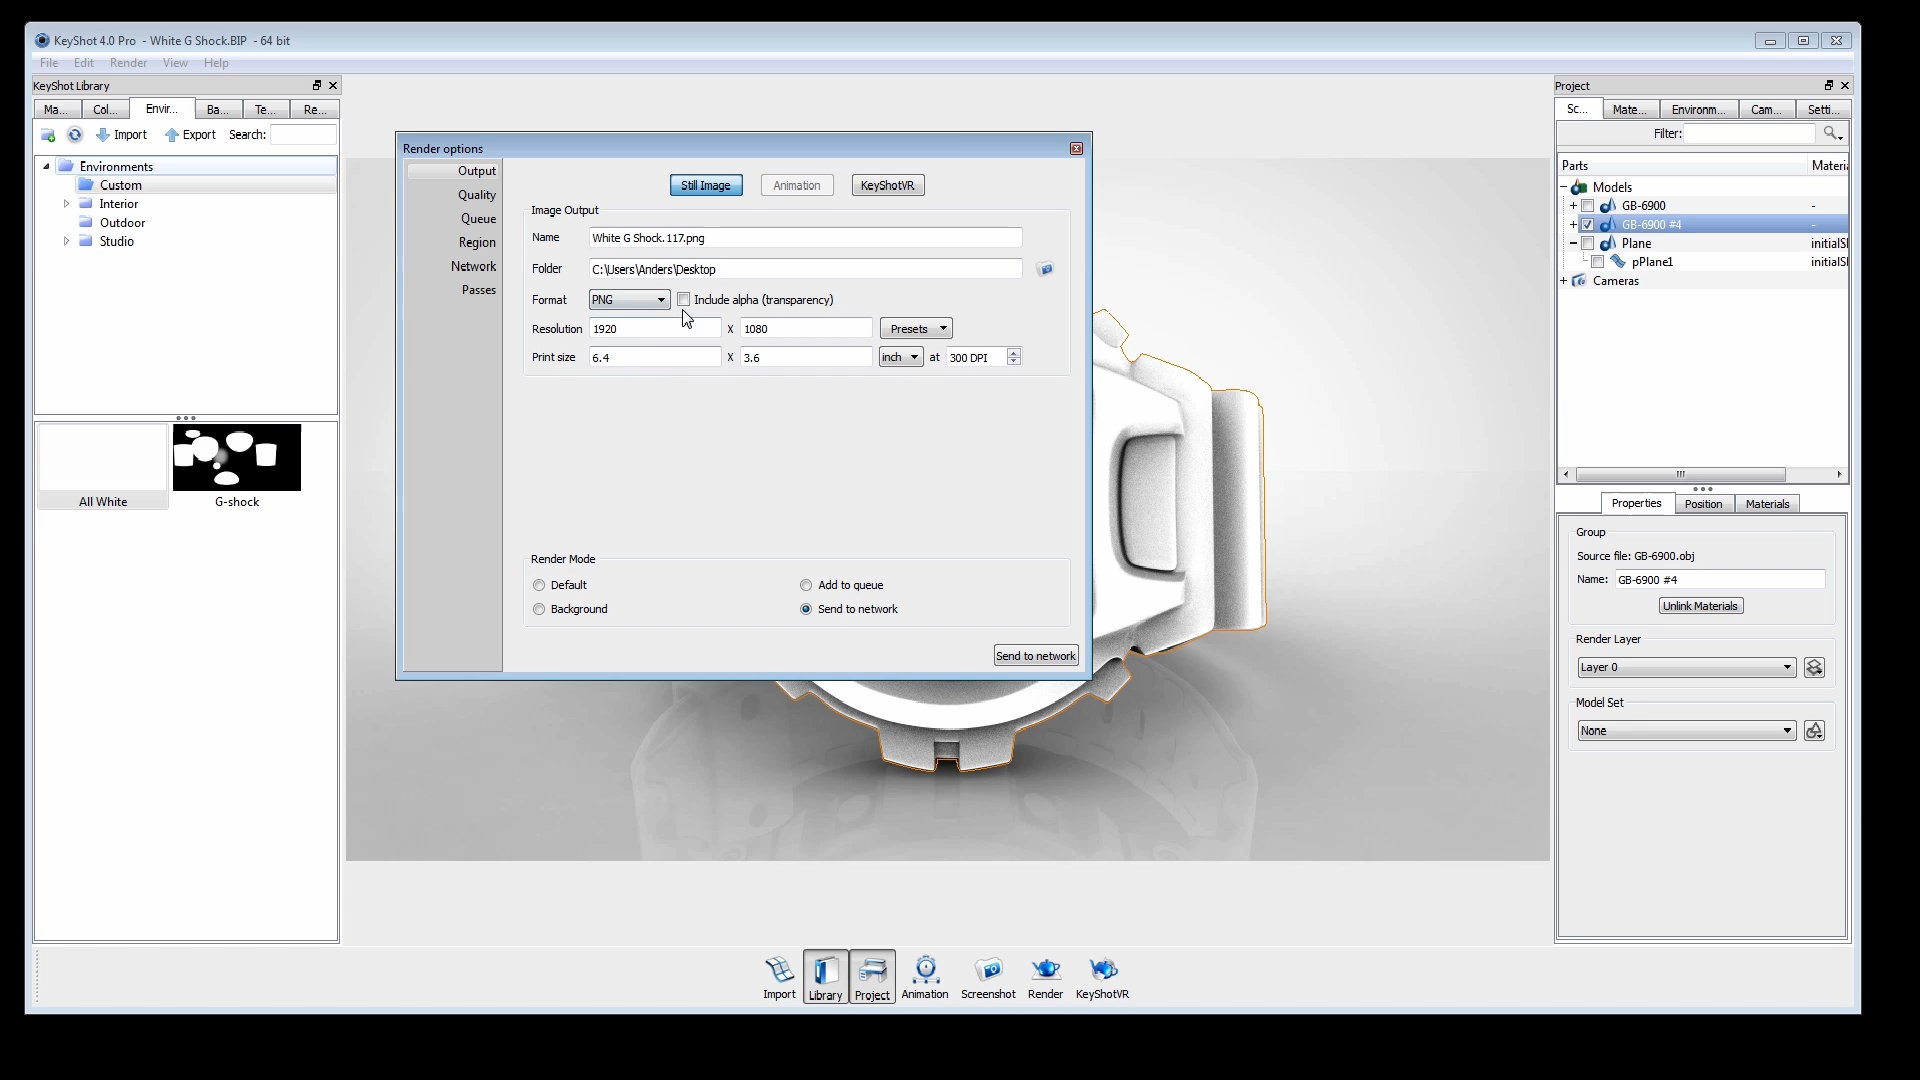 KeyShot 4.0 Pro - White G Shock.BIP - 64 bit
File Edit Render View Help
KeyShot Library
Ma... Col... Envir... Ba... Te... Re...
Import Export Search:
Environments
Custom
Interior
Outdoor
Studio
All White G-shock
Render options
Output
Quality
Queue
Region
Network
Passes
Still Image Animation KeyShotVR
Image Output
Name White G Shock.117.png
Folder C:\Users\Anders\Desktop
Format PNG Include alpha (transparency)
Resolution 1920 X 1080 Presets
Print size 6.4 X 3.6 inch at 300 DPI
Render Mode
Default Add to queue
Background Send to network
Send to network
Project
Sc... Mate... Environm... Cam... Setti...
Filter:
Parts Materi
Models
GB-6900 -
GB-6900 #4 -
Plane initialSl
pPlane1 initialSl
Cameras
Properties Position Materials
Group
Source file: GB-6900.obj
Name: GB-6900 #4
Unlink Materials
Render Layer
Layer 0
Model Set
None
Import Library Project Animation Screenshot Render KeyShotVR